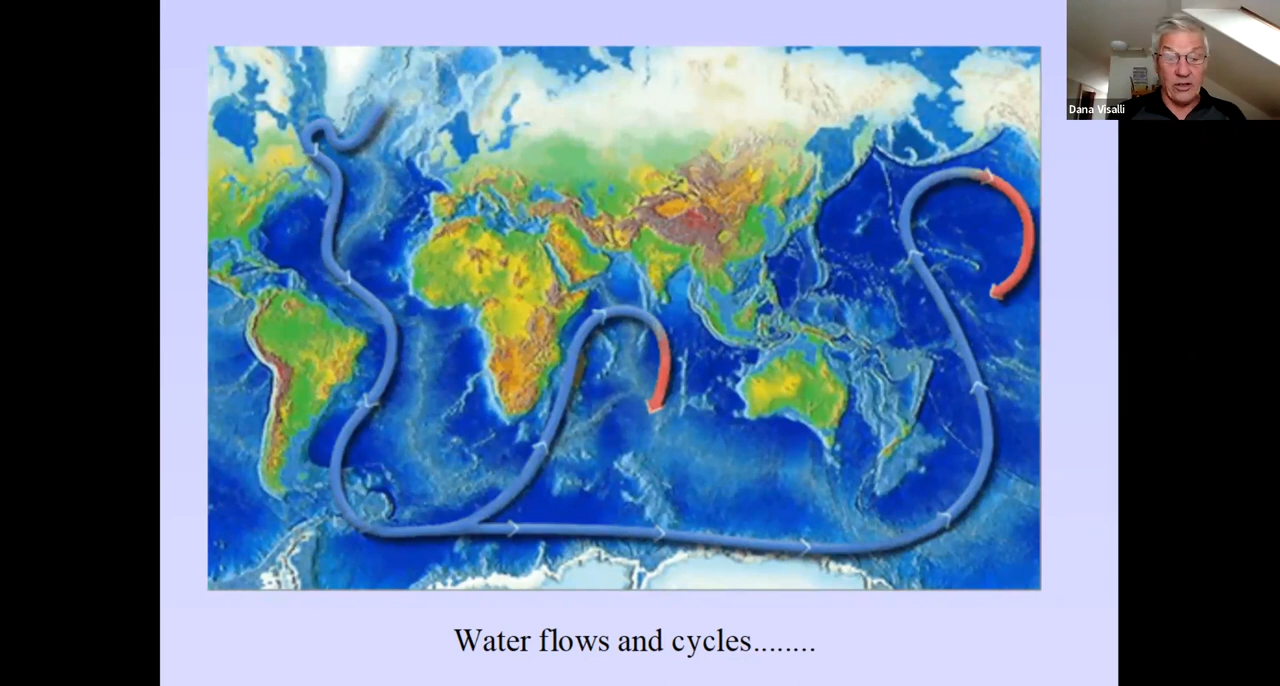 Dana Visalli
Water flows and cycles........